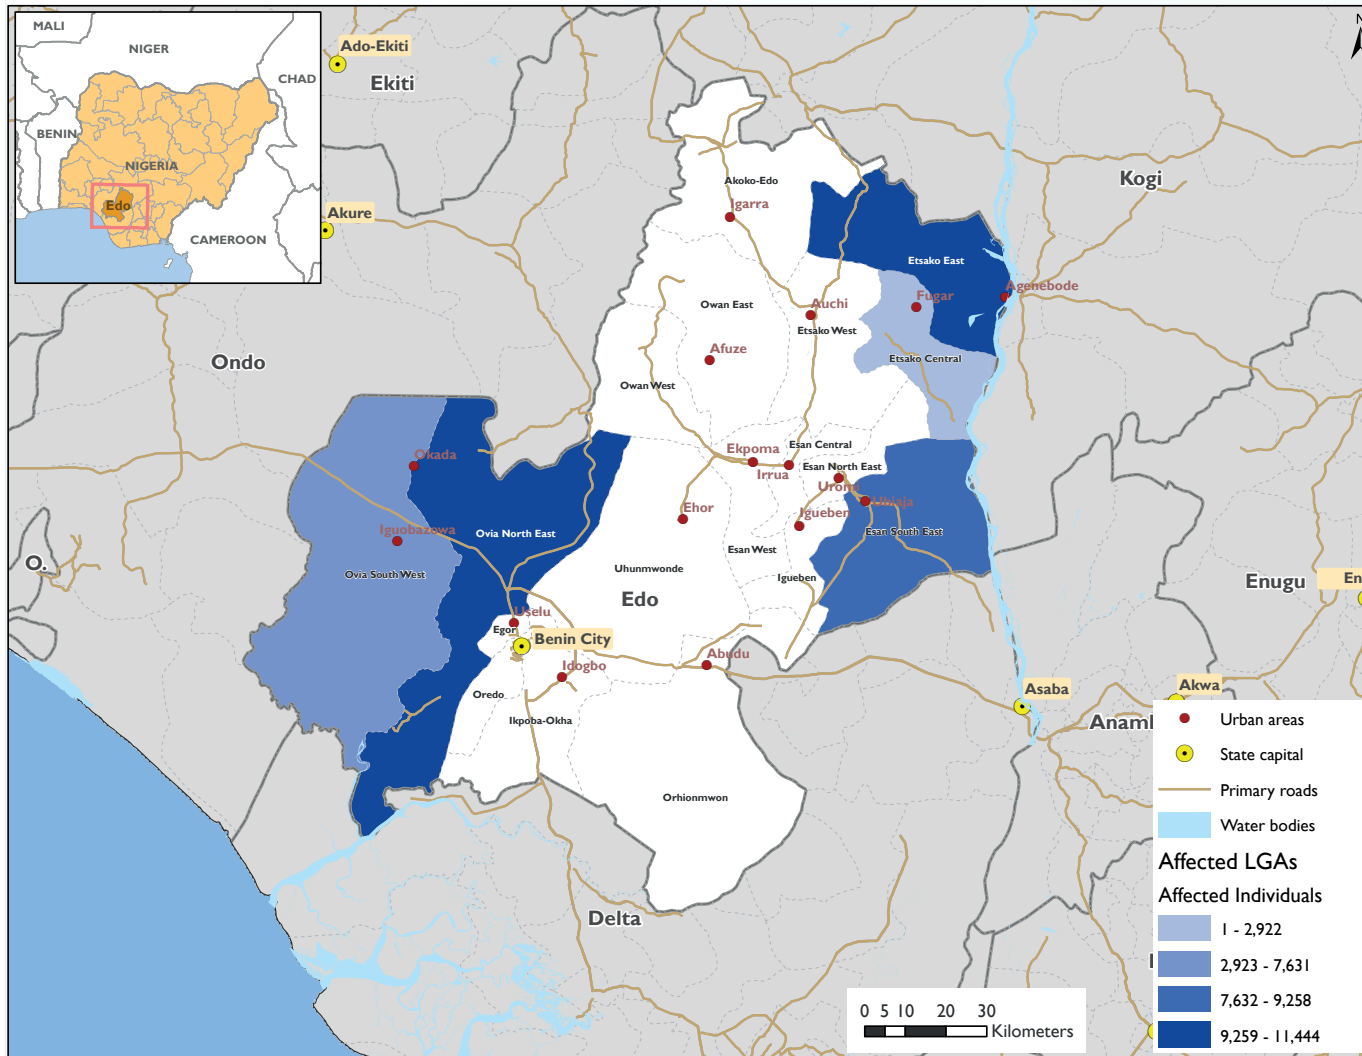 MALI
NIGER
CHAD
BENIN
NIGERIA
Edo
CAMEROON
N
Ado-Ekiti
Ekiti
Akure
Kogi
Akoko-Edo
Igarra
Etsako East
Agenebode
Fugar
Owan East
Auchi
Etsako West
Afuze
Etsako Central
Ondo
Owan West
Ekpoma
Esan Central
Irrua
Esan North East
Uromi
Ubiaja
Okada
Ehor
Igueben
Iguobazowa
Ovia North East
Esan South East
Esan West
O.
Ovia South West
Uhunmwonde
Igueben
Enugu
En
Edo
Uselu
Egor
Benin City
Abudu
Idogbo
Oredo
Ikpoba-Okha
Asaba
Akwa
Anam
Orhionmwon
Delta
Urban areas
State capital
Primary roads
Water bodies
Affected LGAs
Affected Individuals
1 - 2,922
2,923 - 7,631
7,632 - 9,258
9,259 - 11,444
0 5 10 20 30
Kilometers